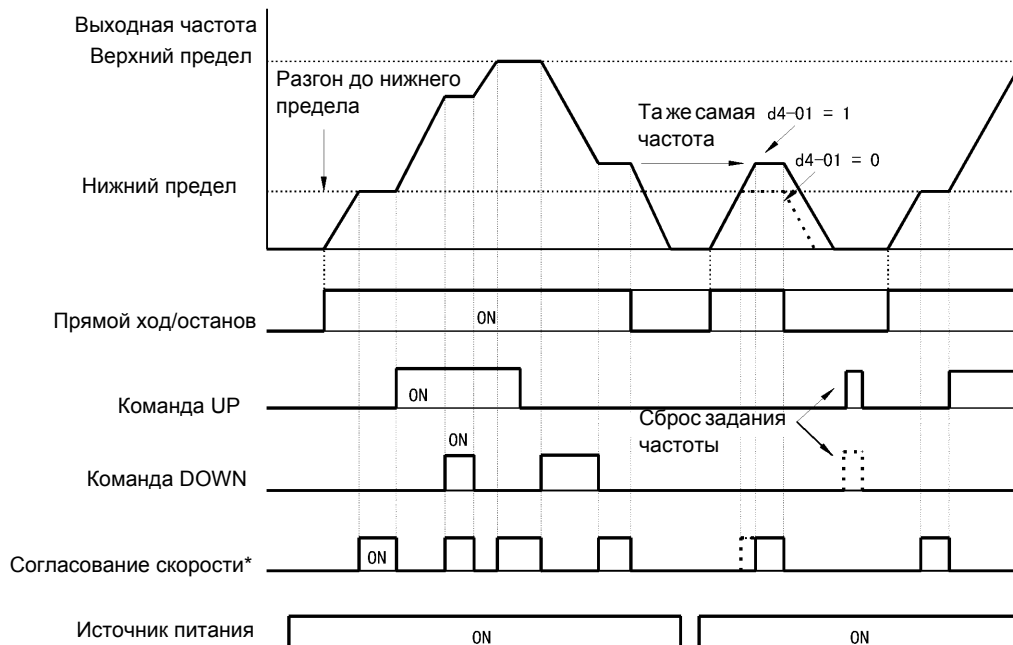 Выходная частота
Верхний предел
Разгон до нижнего
предела
Та же самая
частота
d4-01 = 1
d4-01 = 0
Нижний предел
Прямой ход/останов
ON
Команда UP
ON
Сброс задания
частоты
ON
Команда DOWN
Согласование скорости*
ON
Источник питания
ON
ON